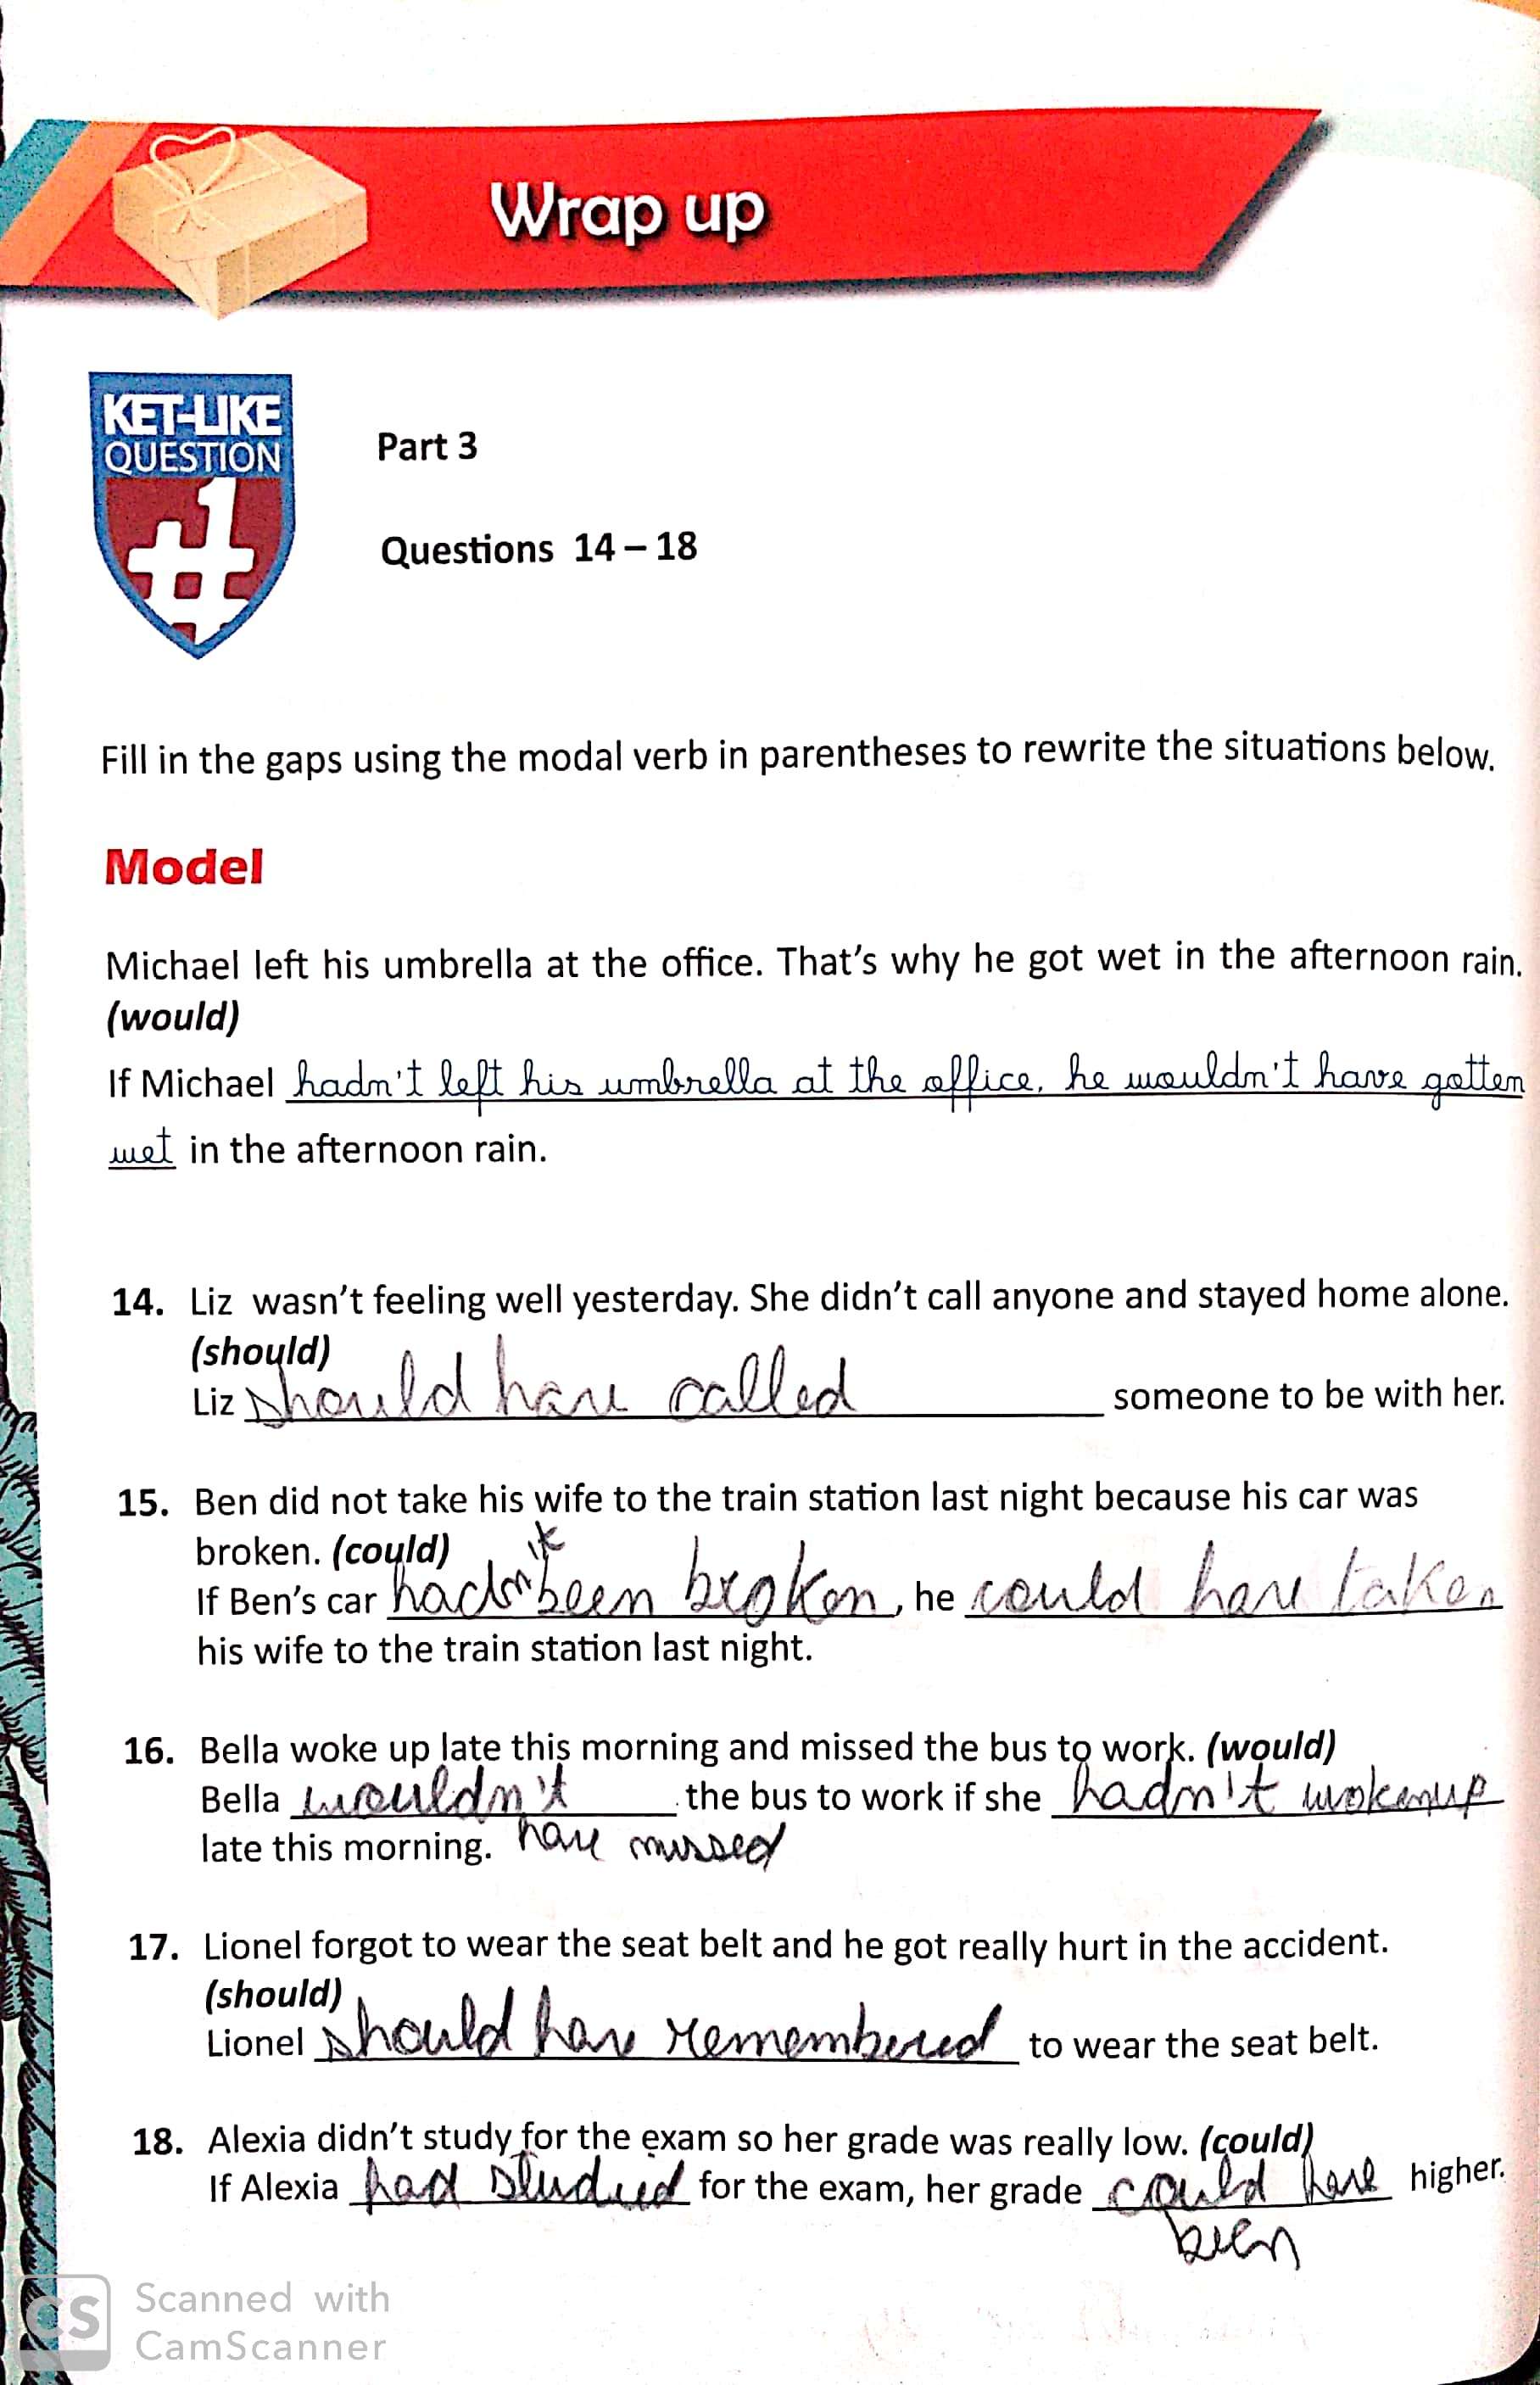 Wrap up
KET-LIKE
QUESTION
#1
Part 3
Questions 14 – 18
Fill in the gaps using the modal verb in parentheses to rewrite the situations below.
Model
Michael left his umbrella at the office. That's why he got wet in the afternoon rain.
(would)
If Michael hadn't left his umbrella at the office, he wouldn't have gotten
wet in the afternoon rain.
14. Liz wasn't feeling well yesterday. She didn't call anyone and stayed home alone.
(should)
Liz should have called someone to be with her.
15. Ben did not take his wife to the train station last night because his car was
broken. (could)
If Ben's car hadn't been broken, he could have taken
his wife to the train station last night.
16. Bella woke up late this morning and missed the bus to work. (would)
Bella wouldn't the bus to work if she hadn't woken up
late this morning. have missed
17. Lionel forgot to wear the seat belt and he got really hurt in the accident.
(should)
Lionel should have remembered to wear the seat belt.
18. Alexia didn't study for the exam so her grade was really low. (could)
If Alexia had studied for the exam, her grade could have higher.
been
CS Scanned with
CamScanner